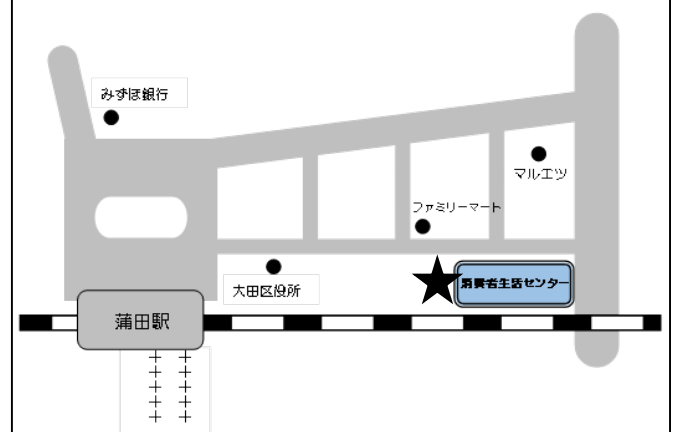 みずほ銀行
マルエツ
ファミリーマート
大田区役所
消費者生活センター
蒲田駅